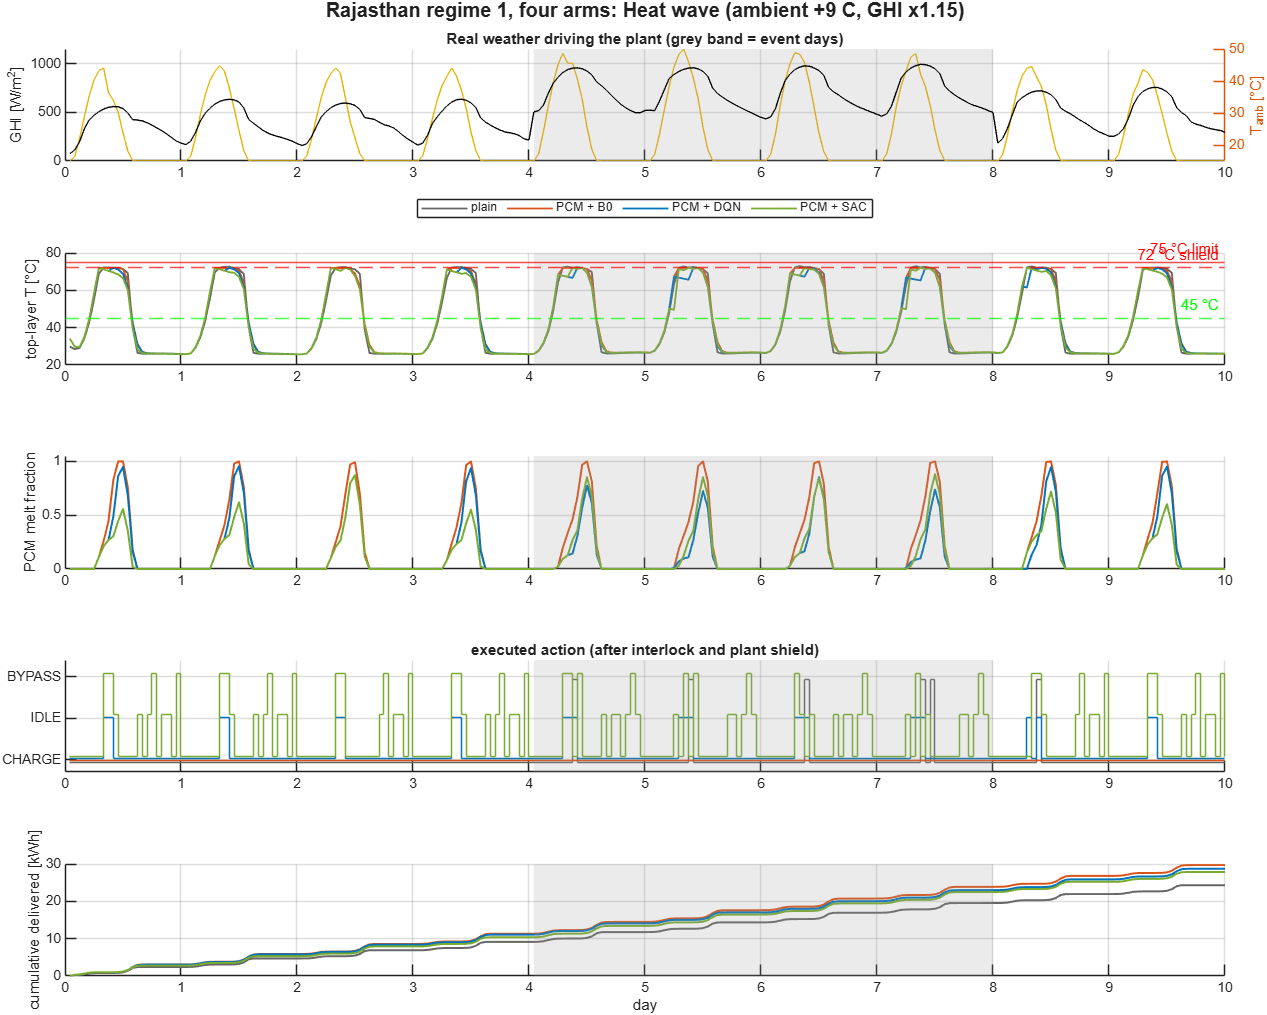 Rajasthan regime 1, four arms: Heat wave (ambient +9 C, GHI x1.15)
Real weather driving the plant (grey band = event days)
GHI [W/m²]
1000
500
0
50
40
30
20
Tamb [°C]
0 1 2 3 4 5 6 7 8 9 10
plain PCM + B0 PCM + DQN PCM + SAC
top-layer T [°C]
80
60
40
20
75 °C limit
72 °C shield
45 °C
0 1 2 3 4 5 6 7 8 9 10
PCM melt fraction
1
0.5
0
0 1 2 3 4 5 6 7 8 9 10
executed action (after interlock and plant shield)
BYPASS
IDLE
CHARGE
0 1 2 3 4 5 6 7 8 9 10
cumulative delivered [kWh]
30
20
10
0
0 1 2 3 4 5 6 7 8 9 10
day